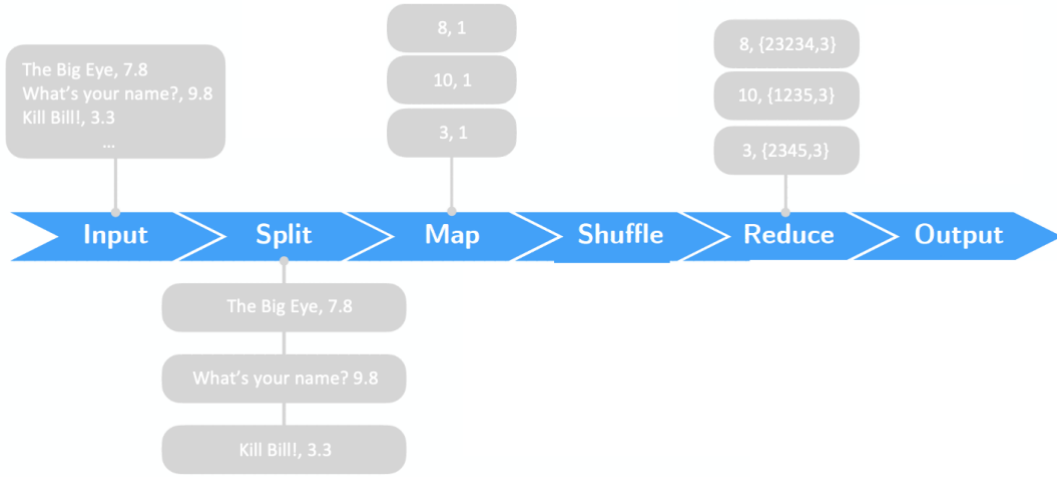 8, 1
10, 1
3, 1
8, {23234,3}
10, {1235,3}
3, {2345,3}
The Big Eye, 7.8
What's your name?, 9.8
Kill Bill!, 3.3
...
Input
Split
Map
Shuffle
Reduce
Output
The Big Eye, 7.8
What's your name? 9.8
Kill Bill!, 3.3